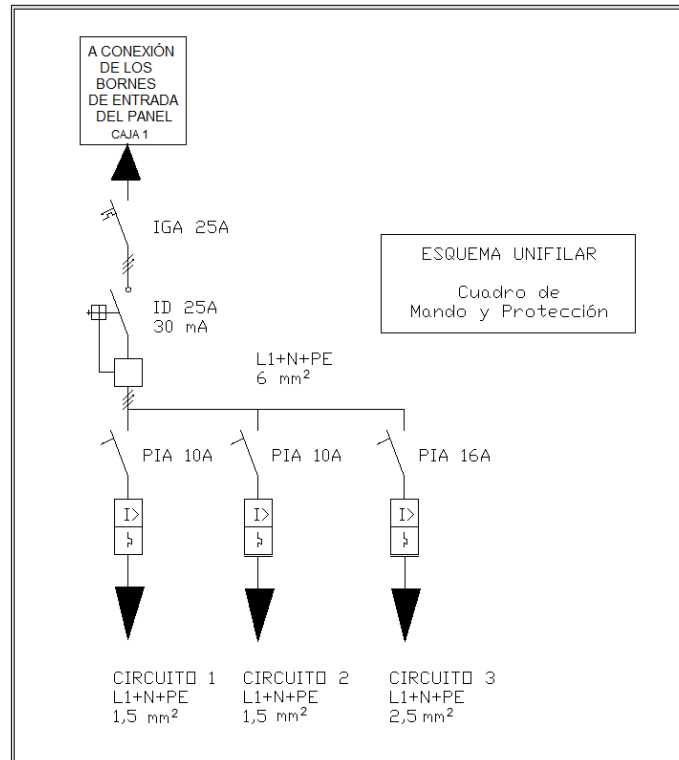 A CONEXIÓN
DE LOS
BORNES
DE ENTRADA
DEL PANEL
CAJA 1
IGA 25A
ESQUEMA UNIFILAR
Cuadro de
Mando y Protección
ID 25A
30 mA
L1+N+PE
6 mm²
PIA 10A
PIA 10A
PIA 16A
I>
I>
I>
CIRCUITO 1
L1+N+PE
1,5 mm²
CIRCUITO 2
L1+N+PE
1,5 mm²
CIRCUITO 3
L1+N+PE
2,5 mm²